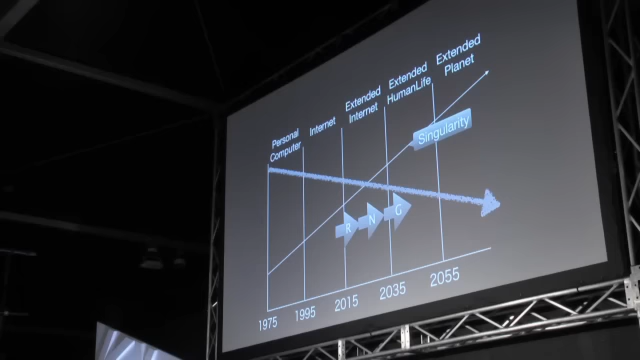 Personal
Computer
Internet
Extended
Internet
Extended
HumanLife
Extended
Planet
Singularity
R N G
1975 1995 2015 2035 2055